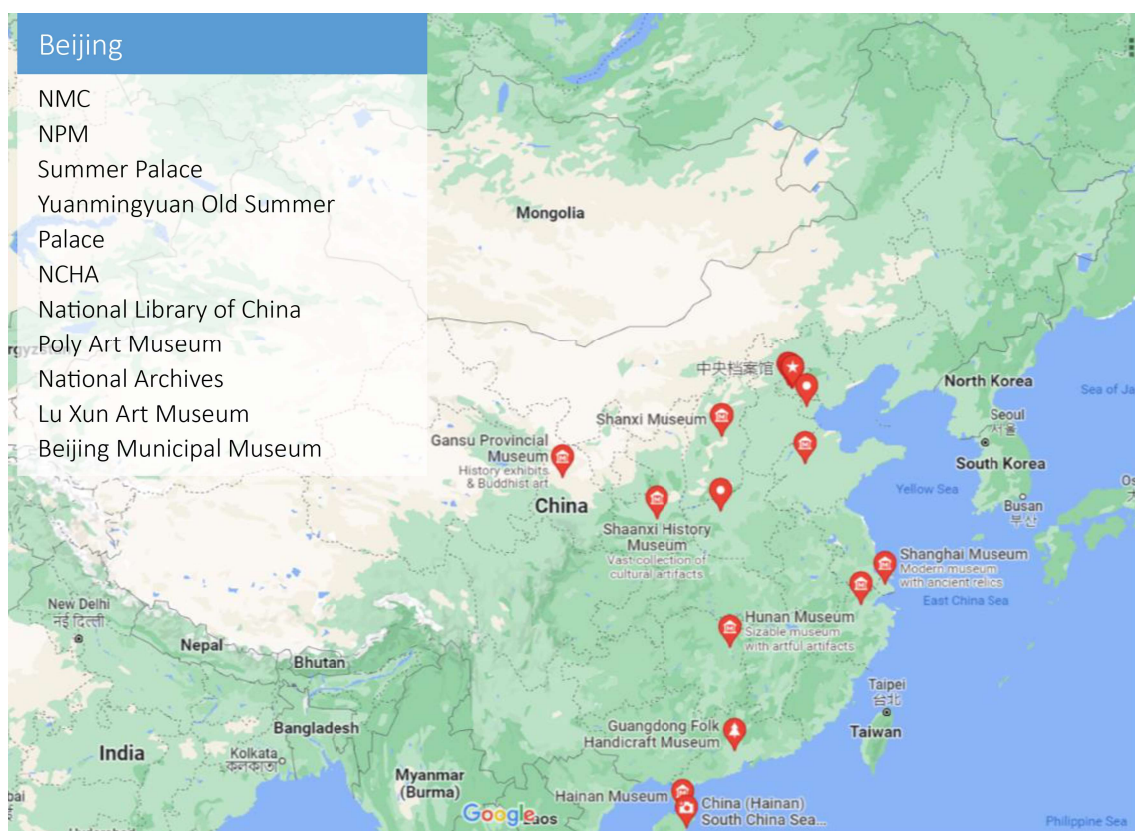 Beijing
NMC
NPM
Summer Palace
Yuanmingyuan Old Summer
Palace
NCHA
National Library of China
Poly Art Museum
National Archives
Lu Xun Art Museum
Beijing Municipal Museum
Mongolia
中央档案馆
North Korea
Sea of Ja
Shanxi Museum
Seoul
서울
Gansu Provincial
Museum
History exhibits
& Buddhist art
South Korea
China
Yellow Sea
Busan
부산
Shaanxi History
Museum
Vast collection of
cultural artifacts
Shanghai Museum
Modern museum
with ancient relics
East China Sea
New Delhi
नई दिल्ली
Hunan Museum
Sizable museum
with artful artifacts
Nepal
Bhutan
Taipei
台北
Taiwan
Guangdong Folk
Handicraft Museum
Bangladesh
India
Kolkata
কলকাতা
Myanmar
(Burma)
Hainan Museum
China (Hainan)
South China Sea...
Google
aos
Philippine Sea